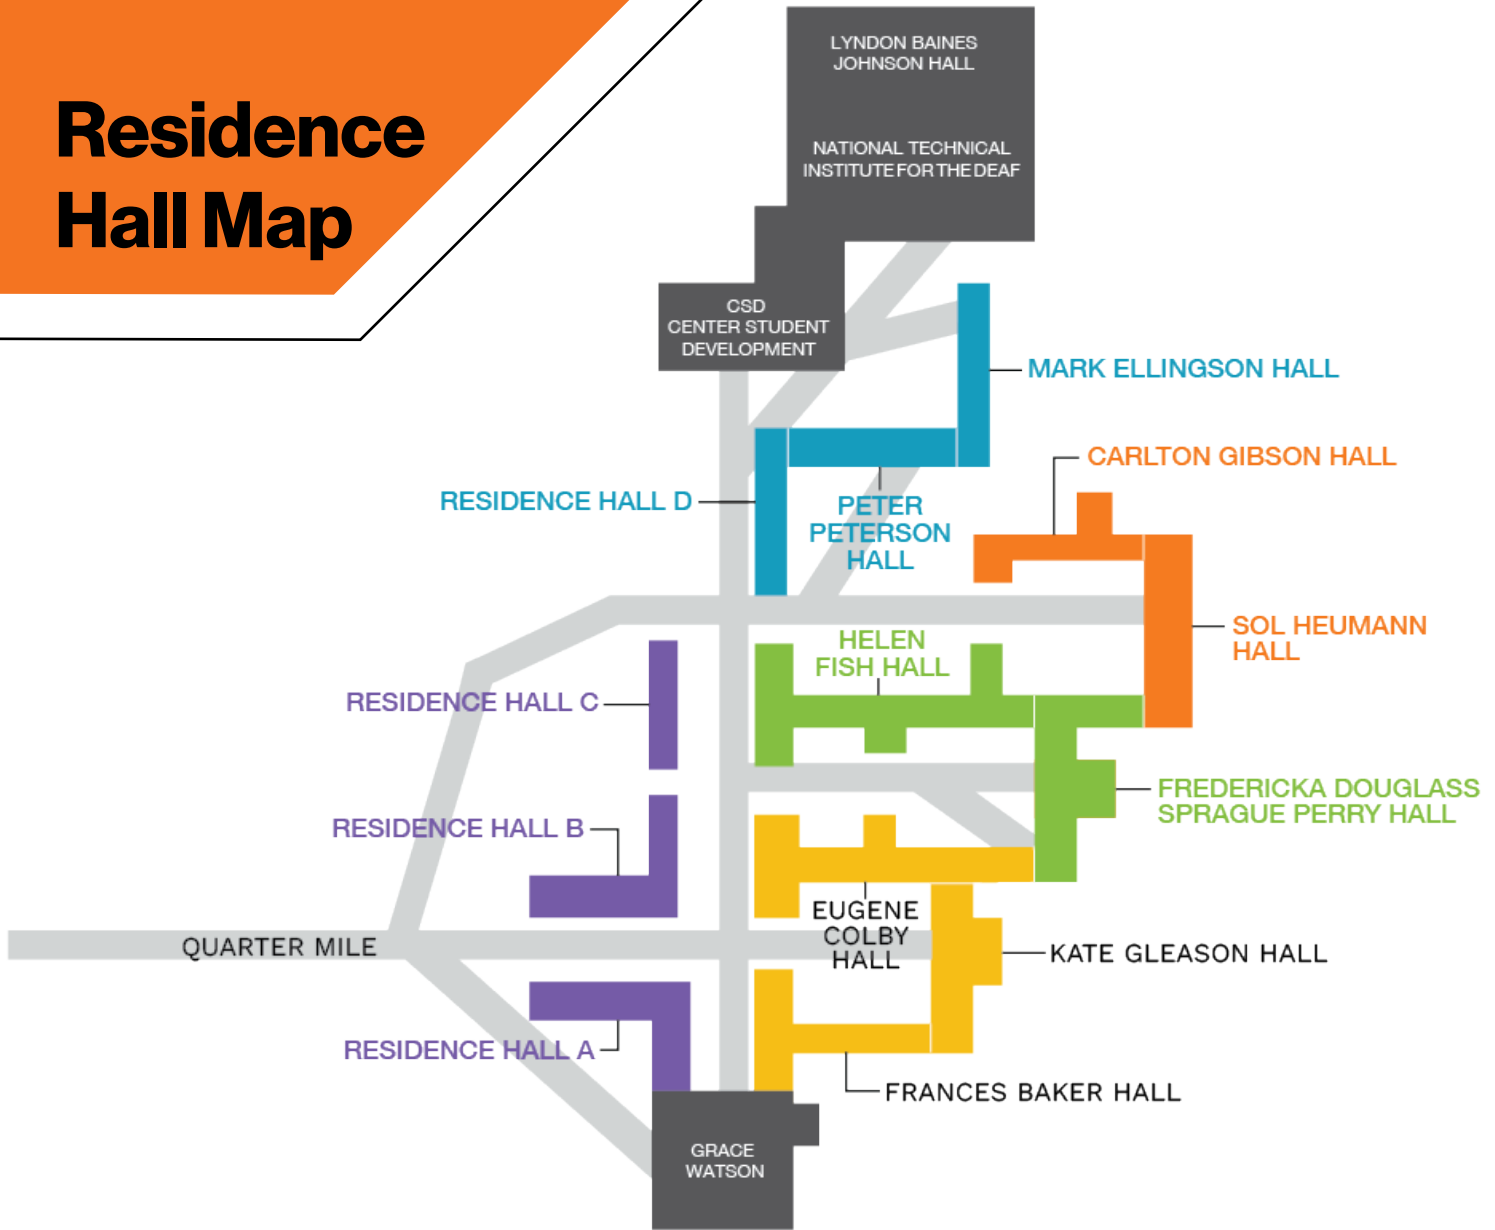 Residence
Hall Map
LYNDON BAINES
JOHNSON HALL
NATIONAL TECHNICAL
INSTITUTE FOR THE DEAF
CSD
CENTER STUDENT
DEVELOPMENT
MARK ELLINGSON HALL
CARLTON GIBSON HALL
RESIDENCE HALL D
PETER
PETERSON
HALL
SOL HEUMANN
HALL
HELEN
FISH HALL
RESIDENCE HALL C
FREDERICKA DOUGLASS
SPRAGUE PERRY HALL
RESIDENCE HALL B
EUGENE
COLBY
HALL
QUARTER MILE
KATE GLEASON HALL
RESIDENCE HALL A
FRANCES BAKER HALL
GRACE
WATSON